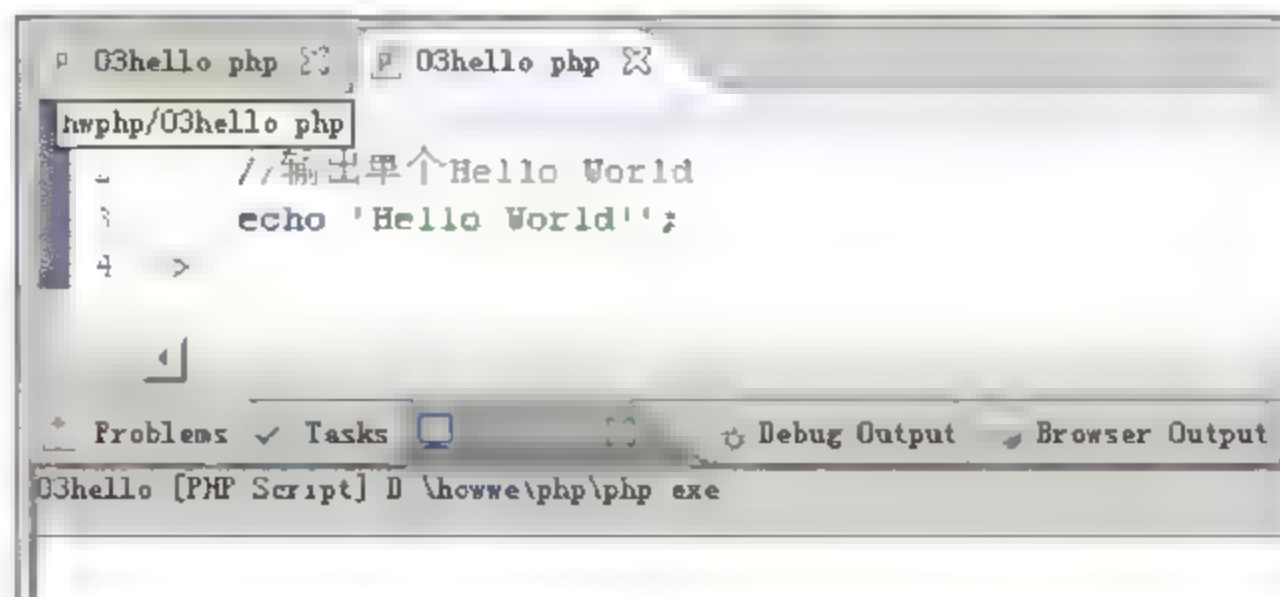 03hello php 03hello php
hwphp/03hello php
//输出单个Hello World
3 echo 'Hello World'';
4 >
Problems Tasks Debug Output Browser Output
03hello [PHP Script] D \howwe\php\php exe